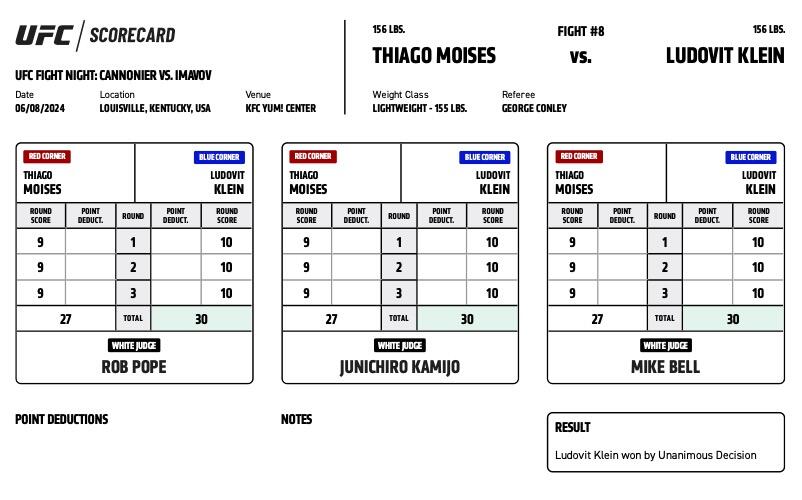 UFC / SCORECARD
UFC FIGHT NIGHT: CANNONIER VS. IMAVOV
Date Location Venue
06/08/2024 LOUISVILLE, KENTUCKY, USA KFC YUM! CENTER
156 LBS. FIGHT #8 156 LBS.
THIAGO MOISES VS. LUDOVIT KLEIN
Weight Class Referee
LIGHTWEIGHT - 155 LBS. GEORGE CONLEY
RED CORNER BLUE CORNER
THIAGO LUDOVIT
MOISES KLEIN
ROUND SCORE POINT DEDUCT. ROUND POINT DEDUCT. ROUND SCORE
9 1 10
9 2 10
9 3 10
27 TOTAL 30
WHITE JUDGE
ROB POPE
RED CORNER BLUE CORNER
THIAGO LUDOVIT
MOISES KLEIN
ROUND SCORE POINT DEDUCT. ROUND POINT DEDUCT. ROUND SCORE
9 1 10
9 2 10
9 3 10
27 TOTAL 30
WHITE JUDGE
JUNICHIRO KAMIJO
RED CORNER BLUE CORNER
THIAGO LUDOVIT
MOISES KLEIN
ROUND SCORE POINT DEDUCT. ROUND POINT DEDUCT. ROUND SCORE
9 1 10
9 2 10
9 3 10
27 TOTAL 30
WHITE JUDGE
MIKE BELL
POINT DEDUCTIONS
NOTES
RESULT
Ludovit Klein won by Unanimous Decision